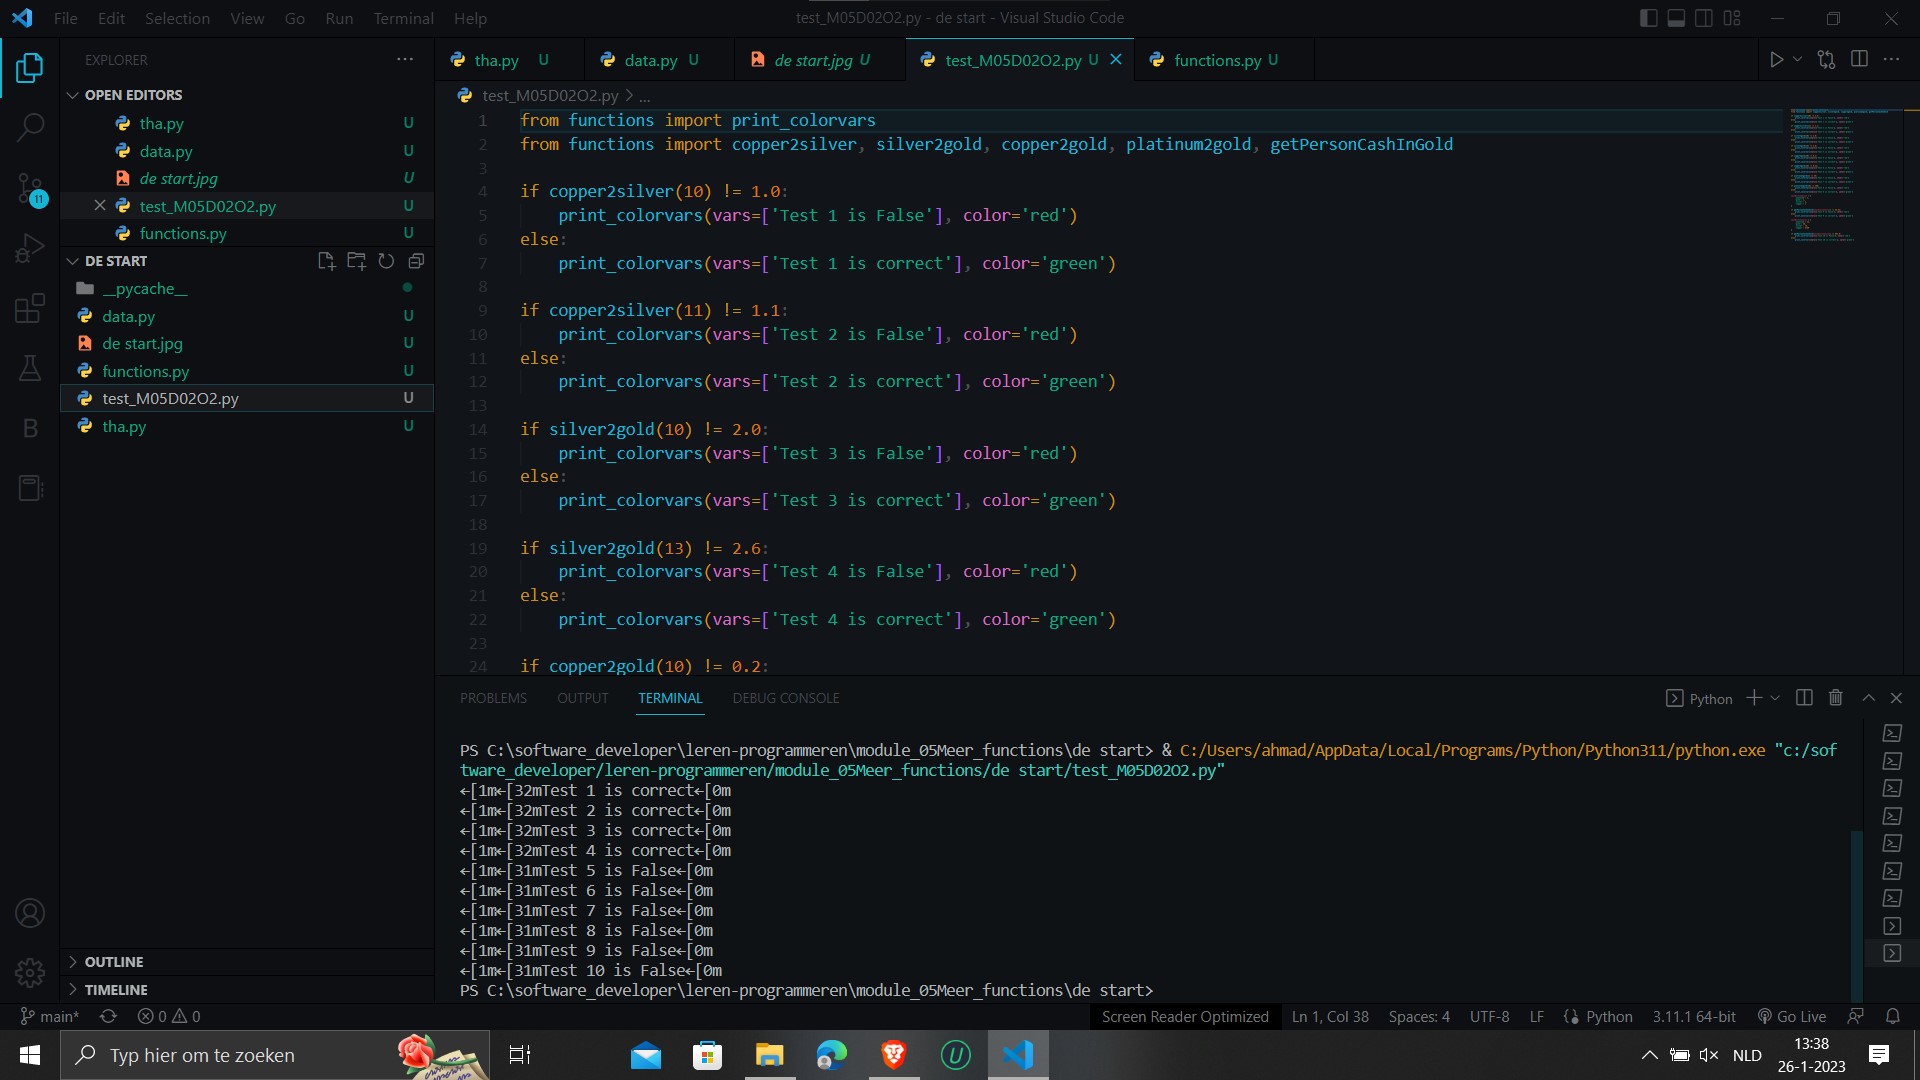 File Edit Selection View Go Run Terminal Help
test_M05D02O2.py - de start - Visual Studio Code
EXPLORER
OPEN EDITORS
tha.py U
data.py U
de start.jpg U
test_M05D02O2.py U
functions.py U
DE START
__pycache__
data.py U
de start.jpg U
functions.py U
test_M05D02O2.py U
tha.py U
OUTLINE
TIMELINE
11
B
tha.py U data.py U de start.jpg U test_M05D02O2.py U functions.py U
test_M05D02O2.py > ...
1 from functions import print_colorvars
2 from functions import copper2silver, silver2gold, copper2gold, platinum2gold, getPersonCashInGold
3
4 if copper2silver(10) != 1.0:
5 print_colorvars(vars=['Test 1 is False'], color='red')
6 else:
7 print_colorvars(vars=['Test 1 is correct'], color='green')
8
9 if copper2silver(11) != 1.1:
10 print_colorvars(vars=['Test 2 is False'], color='red')
11 else:
12 print_colorvars(vars=['Test 2 is correct'], color='green')
13
14 if silver2gold(10) != 2.0:
15 print_colorvars(vars=['Test 3 is False'], color='red')
16 else:
17 print_colorvars(vars=['Test 3 is correct'], color='green')
18
19 if silver2gold(13) != 2.6:
20 print_colorvars(vars=['Test 4 is False'], color='red')
21 else:
22 print_colorvars(vars=['Test 4 is correct'], color='green')
23
24 if copper2gold(10) != 0.2:
PROBLEMS OUTPUT TERMINAL DEBUG CONSOLE
Python
PS C:\software_developer\leren-programmeren\module_05Meer_functions\de start> & C:/Users/ahmad/AppData/Local/Programs/Python/Python311/python.exe "c:/sof
tware_developer/leren-programmeren/module_05Meer_functions/de start/test_M05D02O2.py"
←[1m←[32mTest 1 is correct←[0m
←[1m←[32mTest 2 is correct←[0m
←[1m←[32mTest 3 is correct←[0m
←[1m←[32mTest 4 is correct←[0m
←[1m←[31mTest 5 is False←[0m
←[1m←[31mTest 6 is False←[0m
←[1m←[31mTest 7 is False←[0m
←[1m←[31mTest 8 is False←[0m
←[1m←[31mTest 9 is False←[0m
←[1m←[31mTest 10 is False←[0m
PS C:\software_developer\leren-programmeren\module_05Meer_functions\de start>
main* 0 0 Screen Reader Optimized Ln 1, Col 38 Spaces: 4 UTF-8 LF Python 3.11.1 64-bit Go Live
Typ hier om te zoeken
U
NLD
13:38
26-1-2023